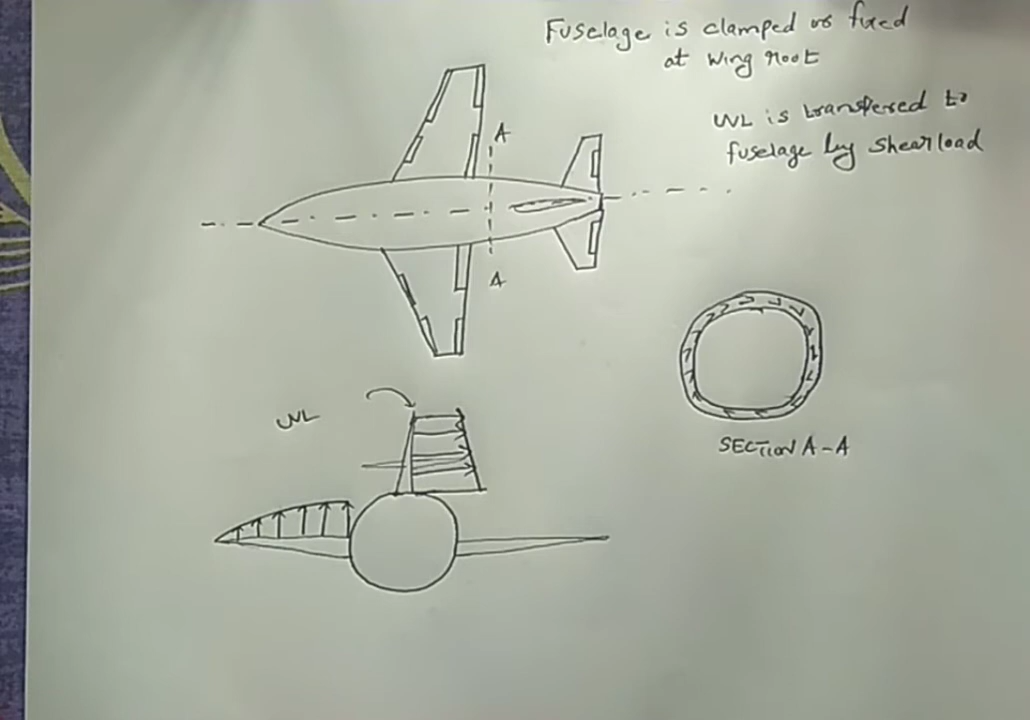 Fuselage is clamped or fixed
at wing root
UVL is transfered to
fuselage by shear load
A
A
UVL
SECTION A-A